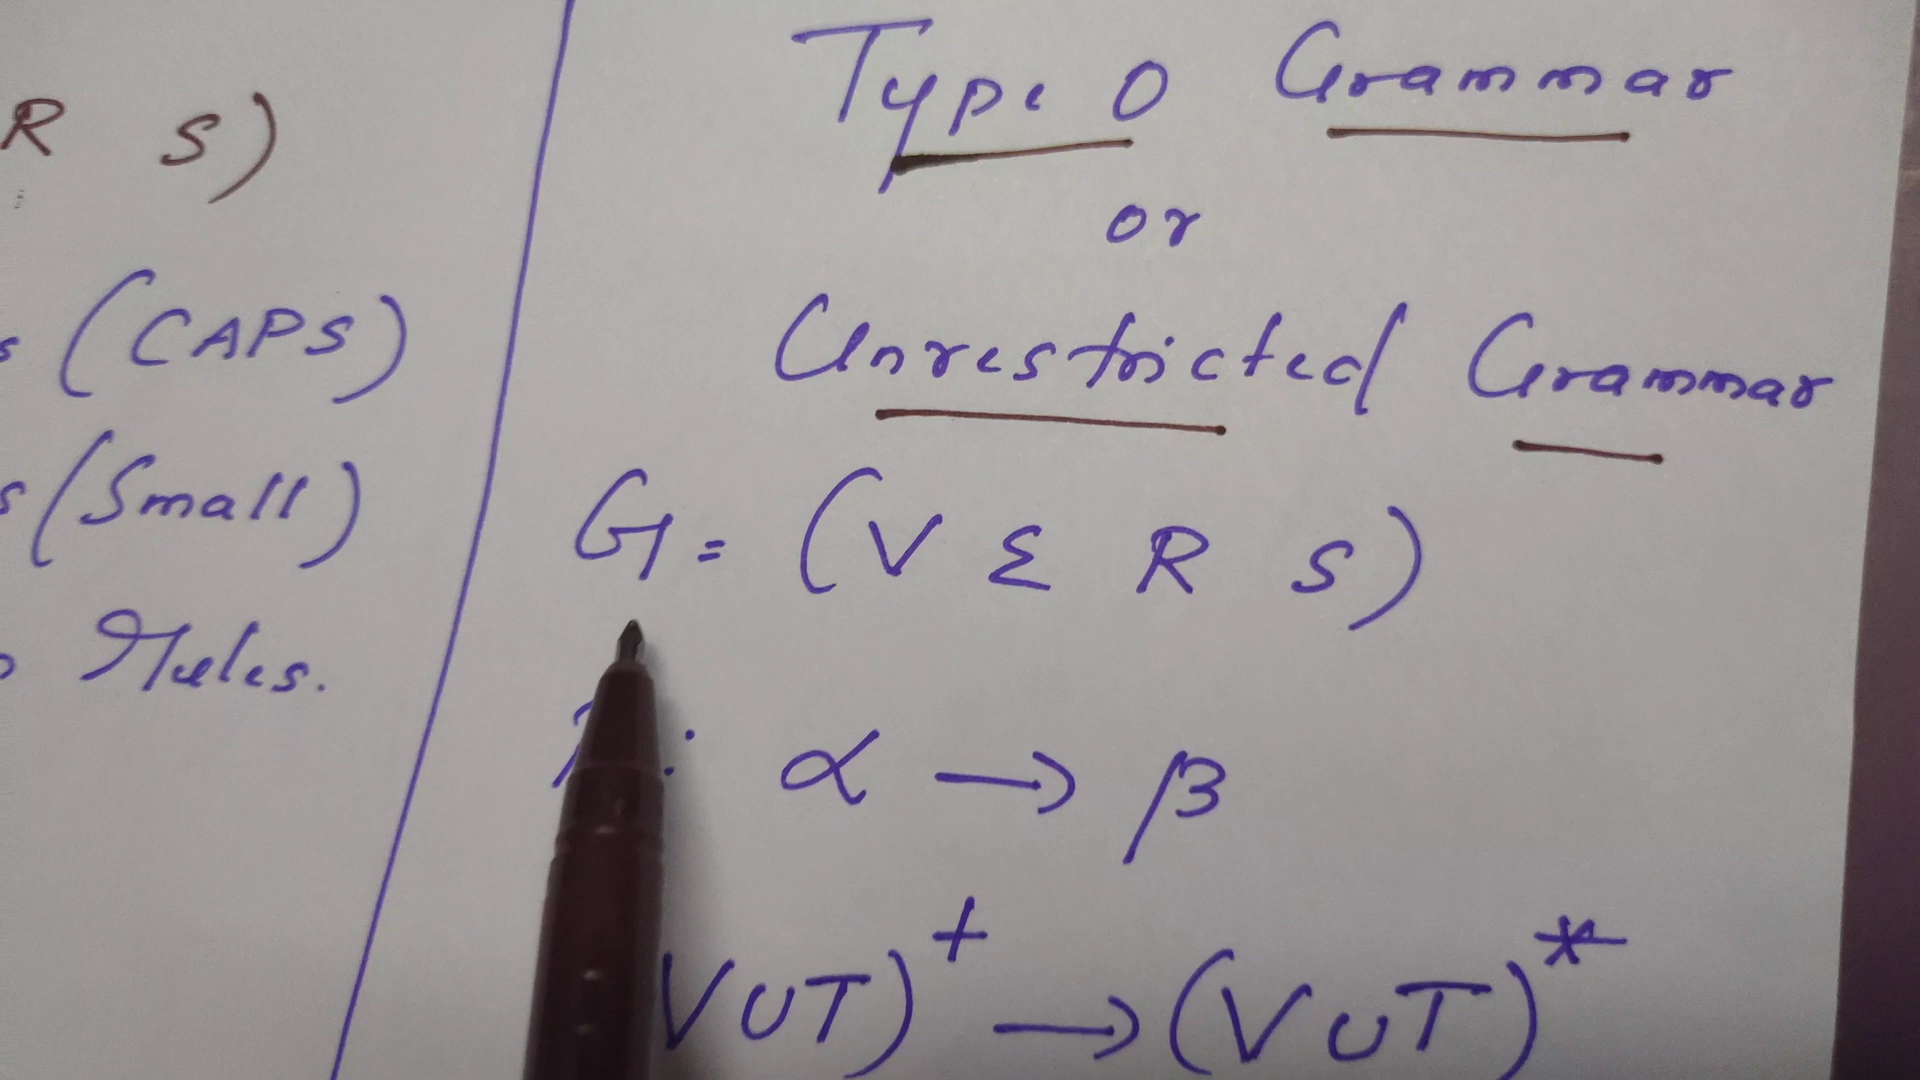 R S)
(CAPS)
(Small)
Rules.
Type 0 Grammar
or
Unrestricted Grammar
G = (V Σ R S)
: α → β
VUT)⁺ → (VUT)*